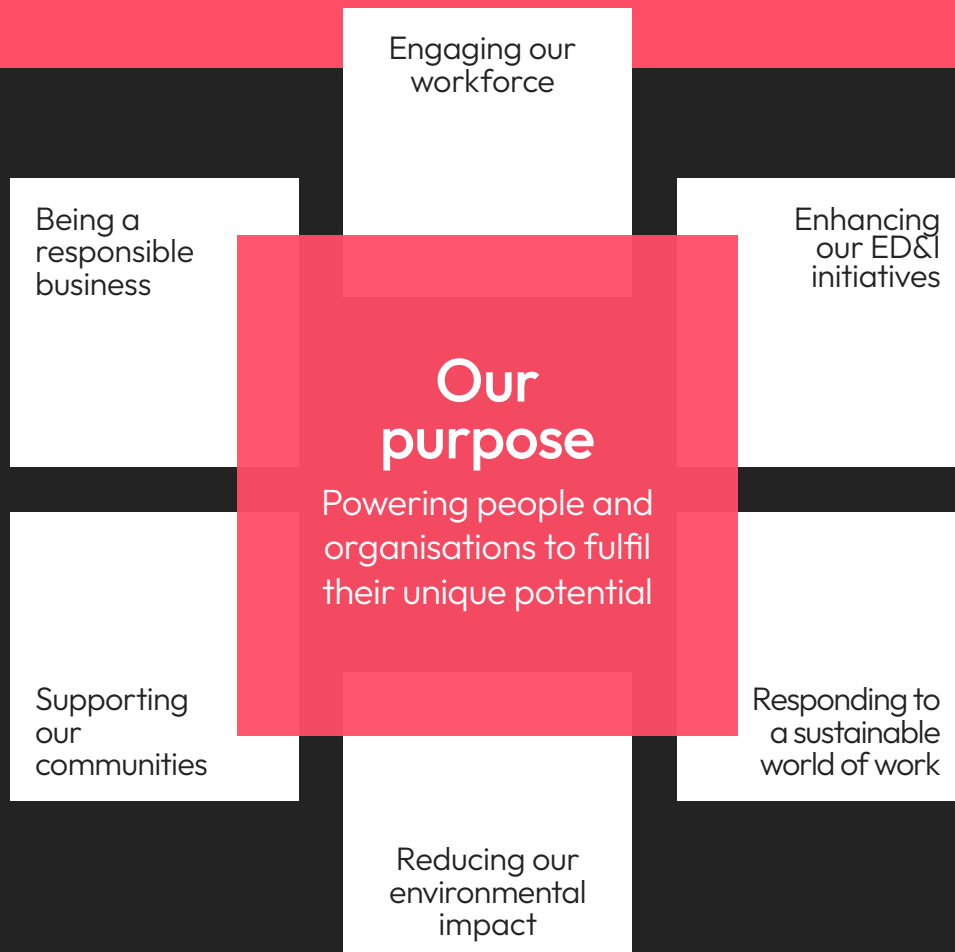 Engaging our
workforce
Being a
responsible
business
Enhancing
our ED&I
initiatives
Our
purpose
Powering people and
organisations to fulfil
their unique potential
Supporting
our
communities
Responding to
a sustainable
world of work
Reducing our
environmental
impact